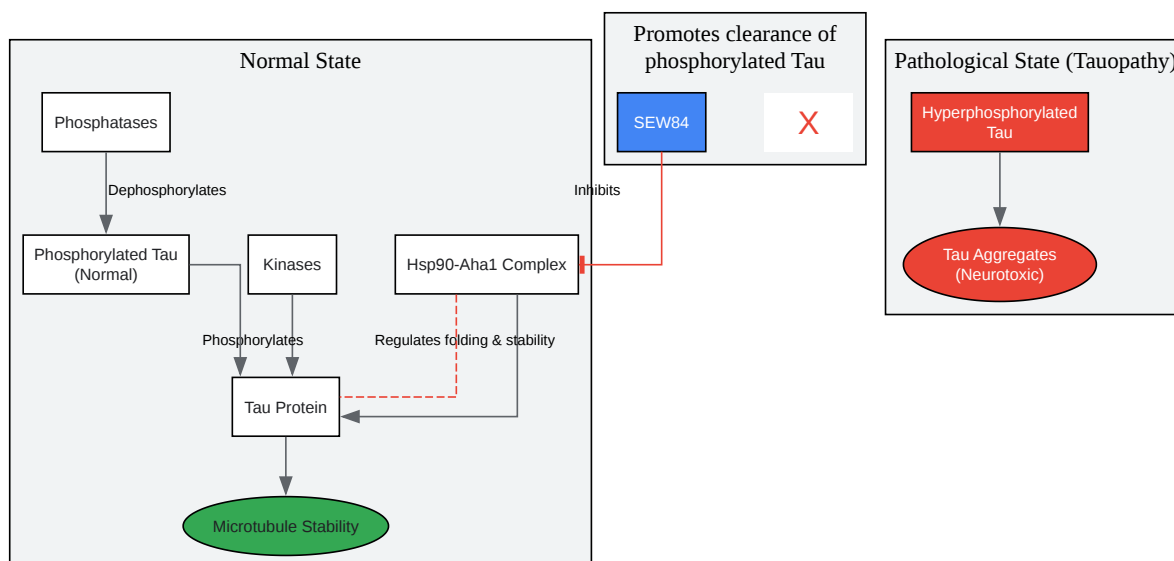 Normal State
Phosphatases
Dephosphorylates
Phosphorylated Tau
(Normal)
Kinases
Hsp90-Aha1 Complex
Phosphorylates
Regulates folding & stability
Tau Protein
Microtubule Stability
Promotes clearance of
phosphorylated Tau
SEW84
X
Inhibits
Pathological State (Tauopathy)
Hyperphosphorylated
Tau
Tau Aggregates
(Neurotoxic)